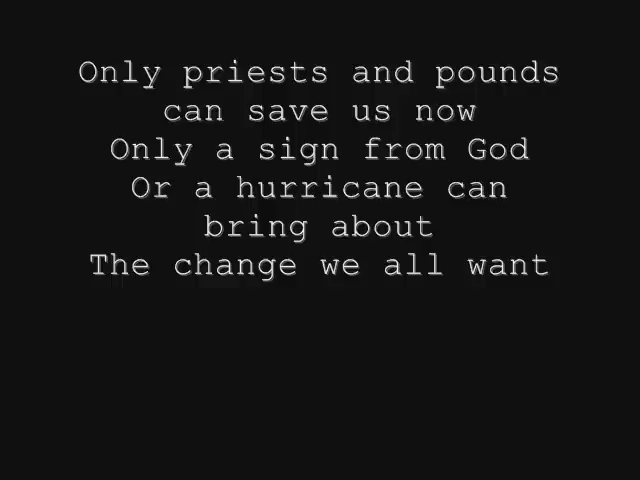 Only priests and pounds
can save us now
Only a sign from God
Or a hurricane can
bring about
The change we all want